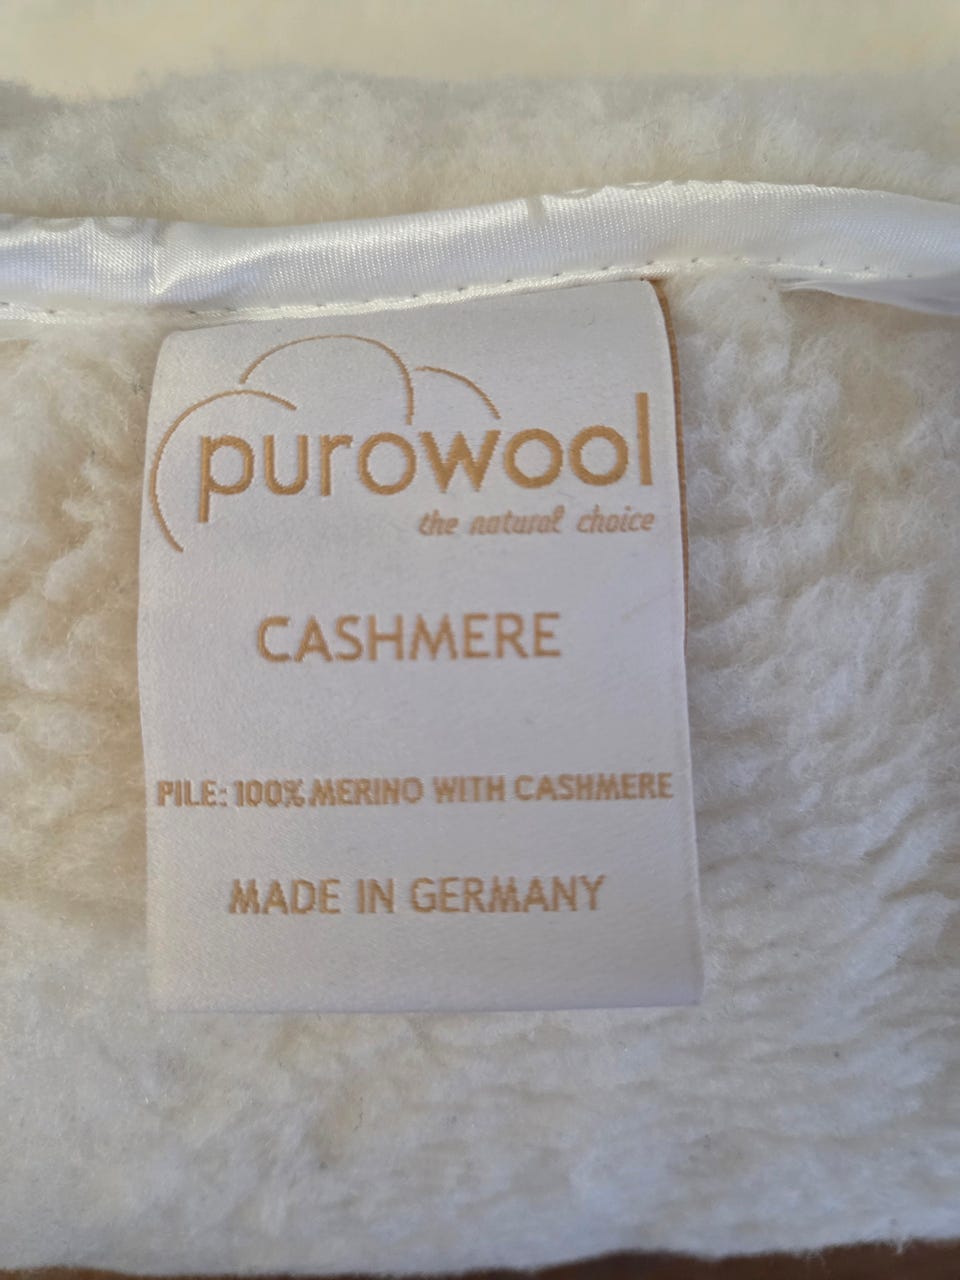 purowool
the natural choice
CASHMERE
PILE: 100% MERINO WITH CASHMERE
MADE IN GERMANY